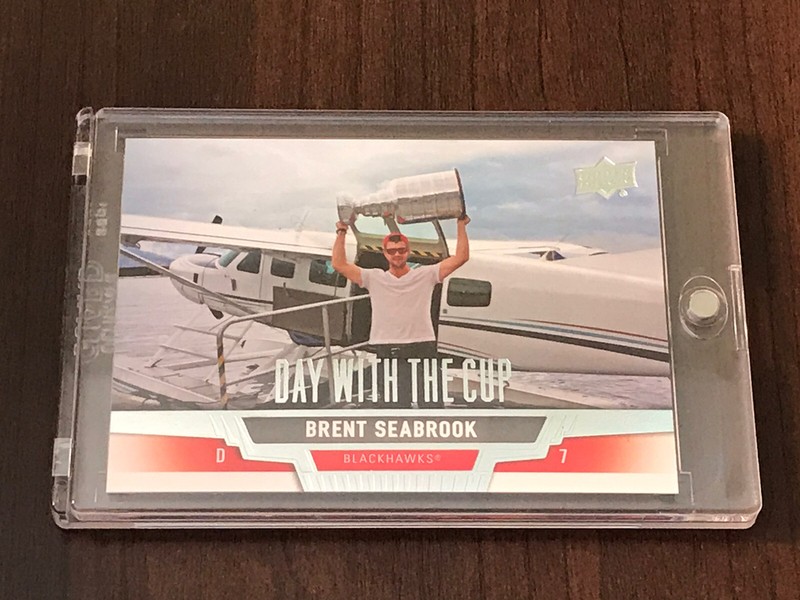 DAY WITH THE CUP
BRENT SEABROOK
D
BLACKHAWKS®
7